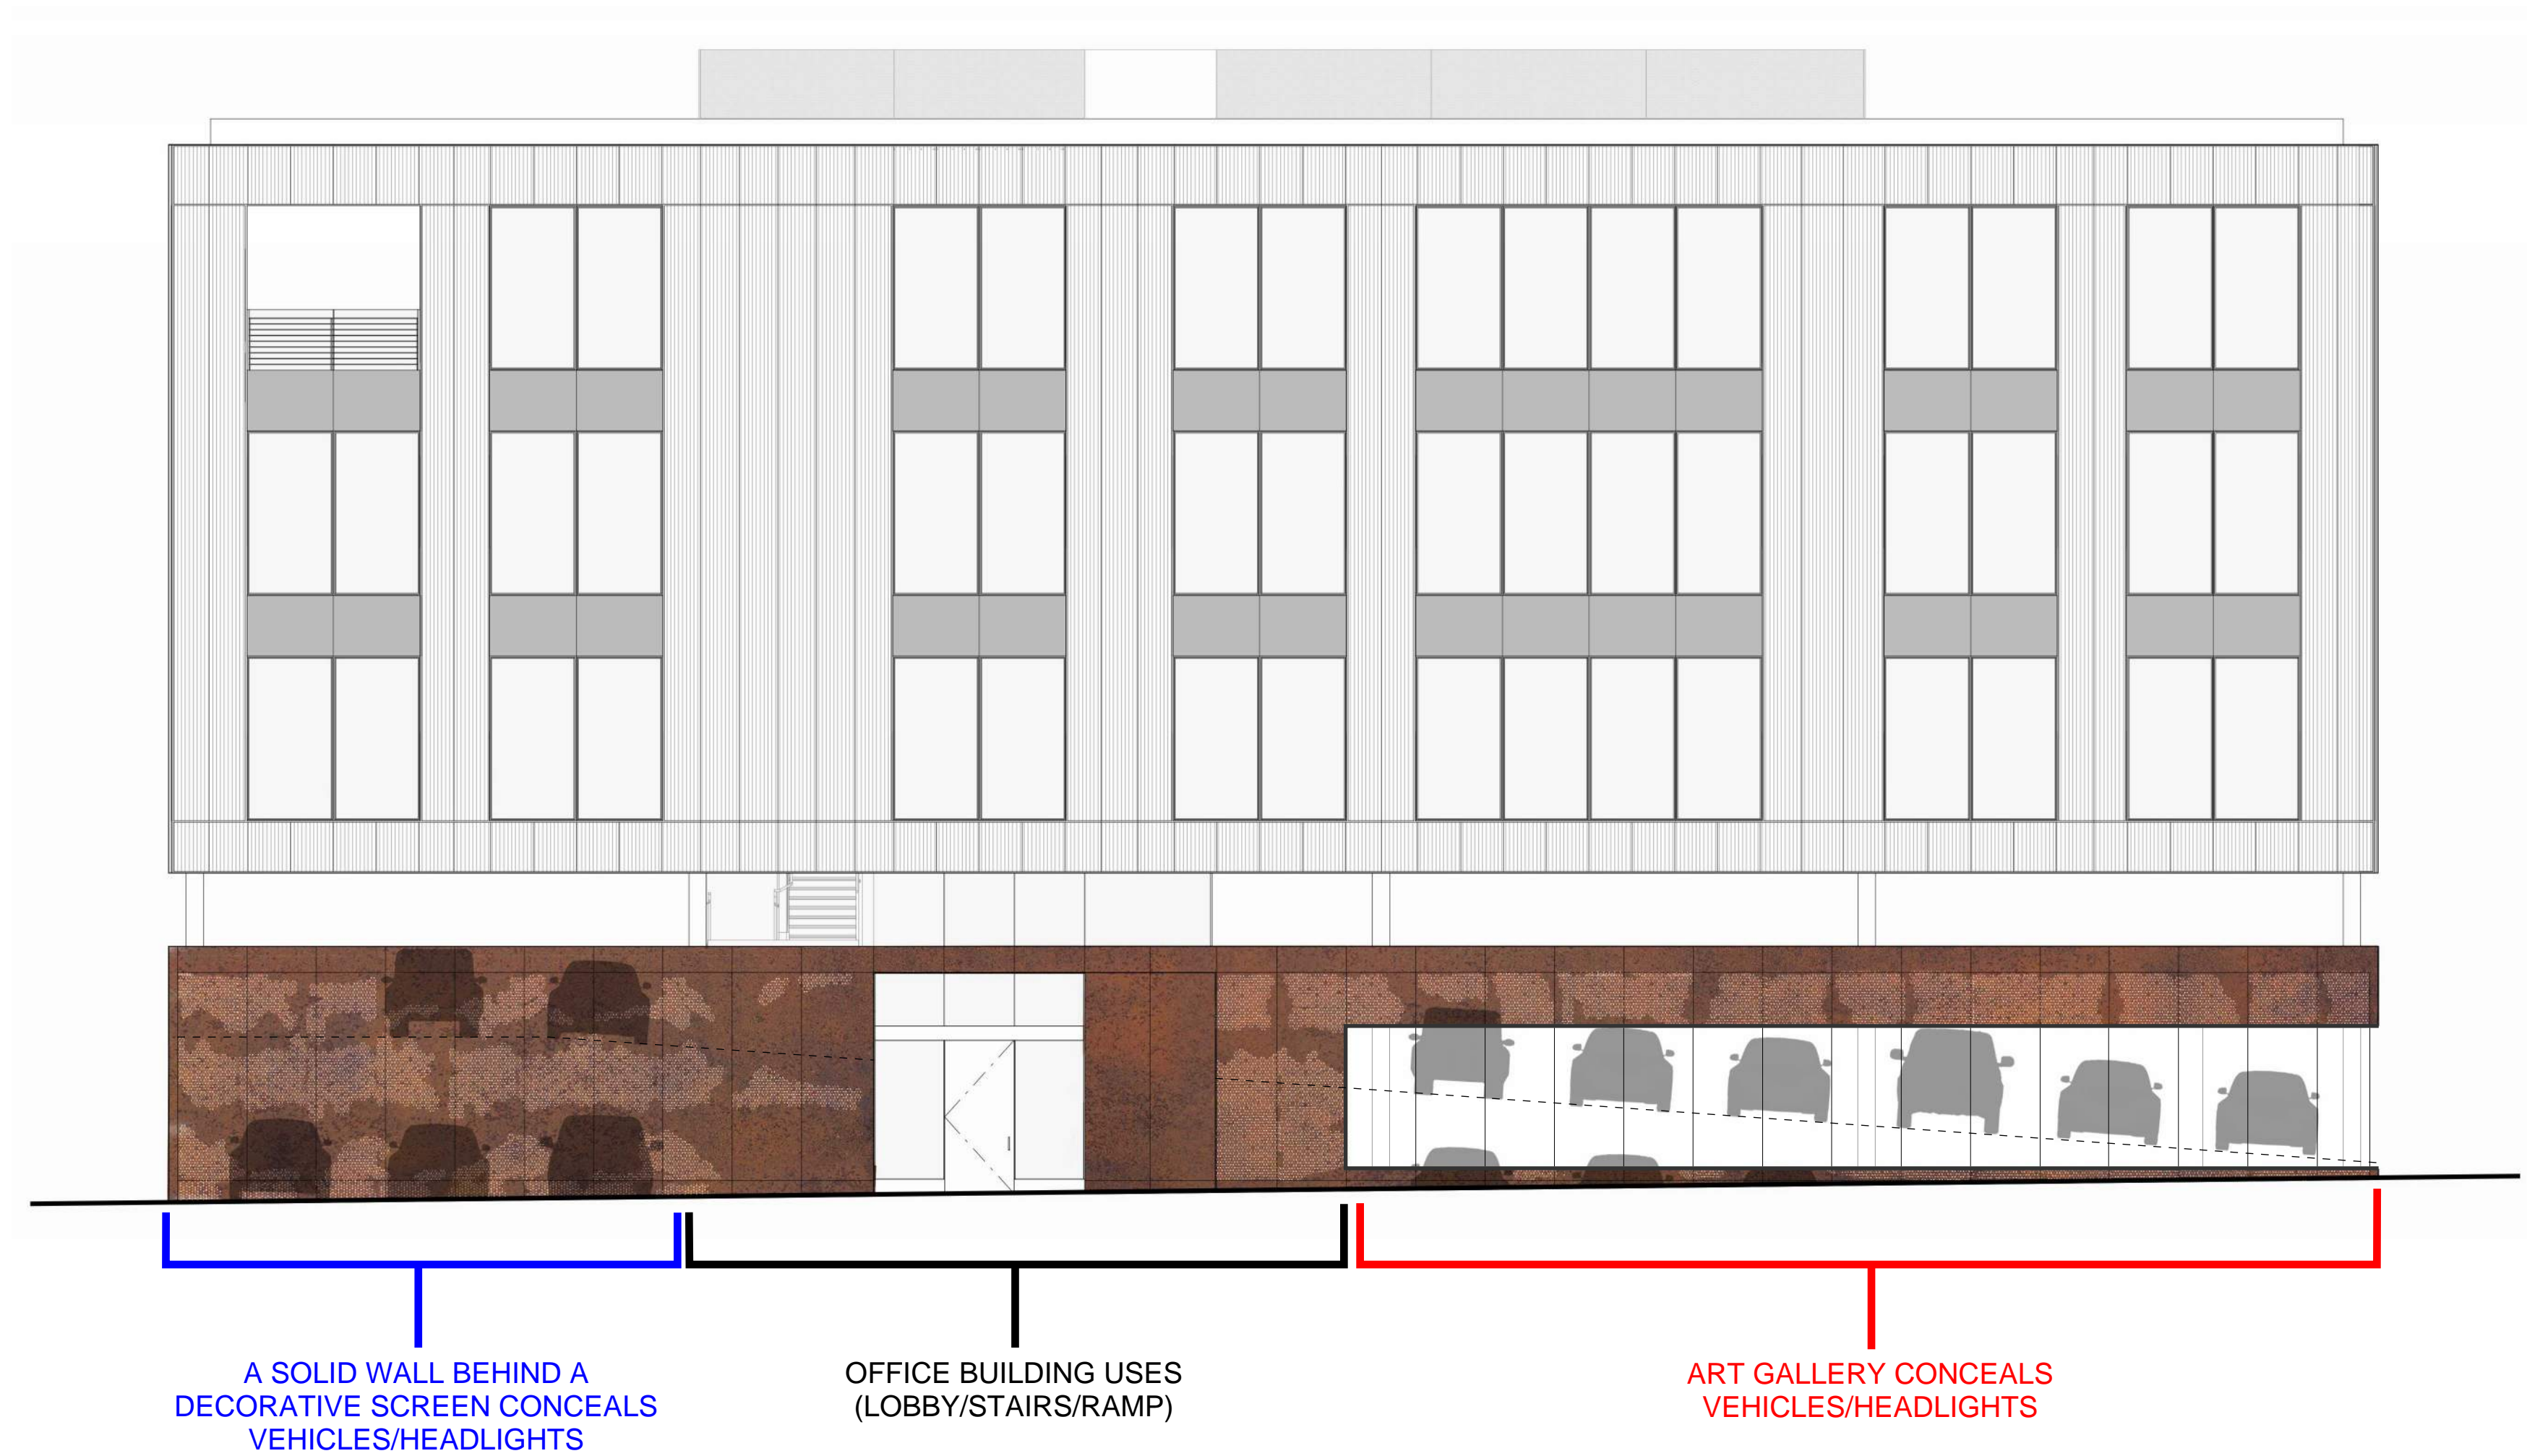 A SOLID WALL BEHIND A
DECORATIVE SCREEN CONCEALS
VEHICLES/HEADLIGHTS
OFFICE BUILDING USES
(LOBBY/STAIRS/RAMP)
ART GALLERY CONCEALS
VEHICLES/HEADLIGHTS